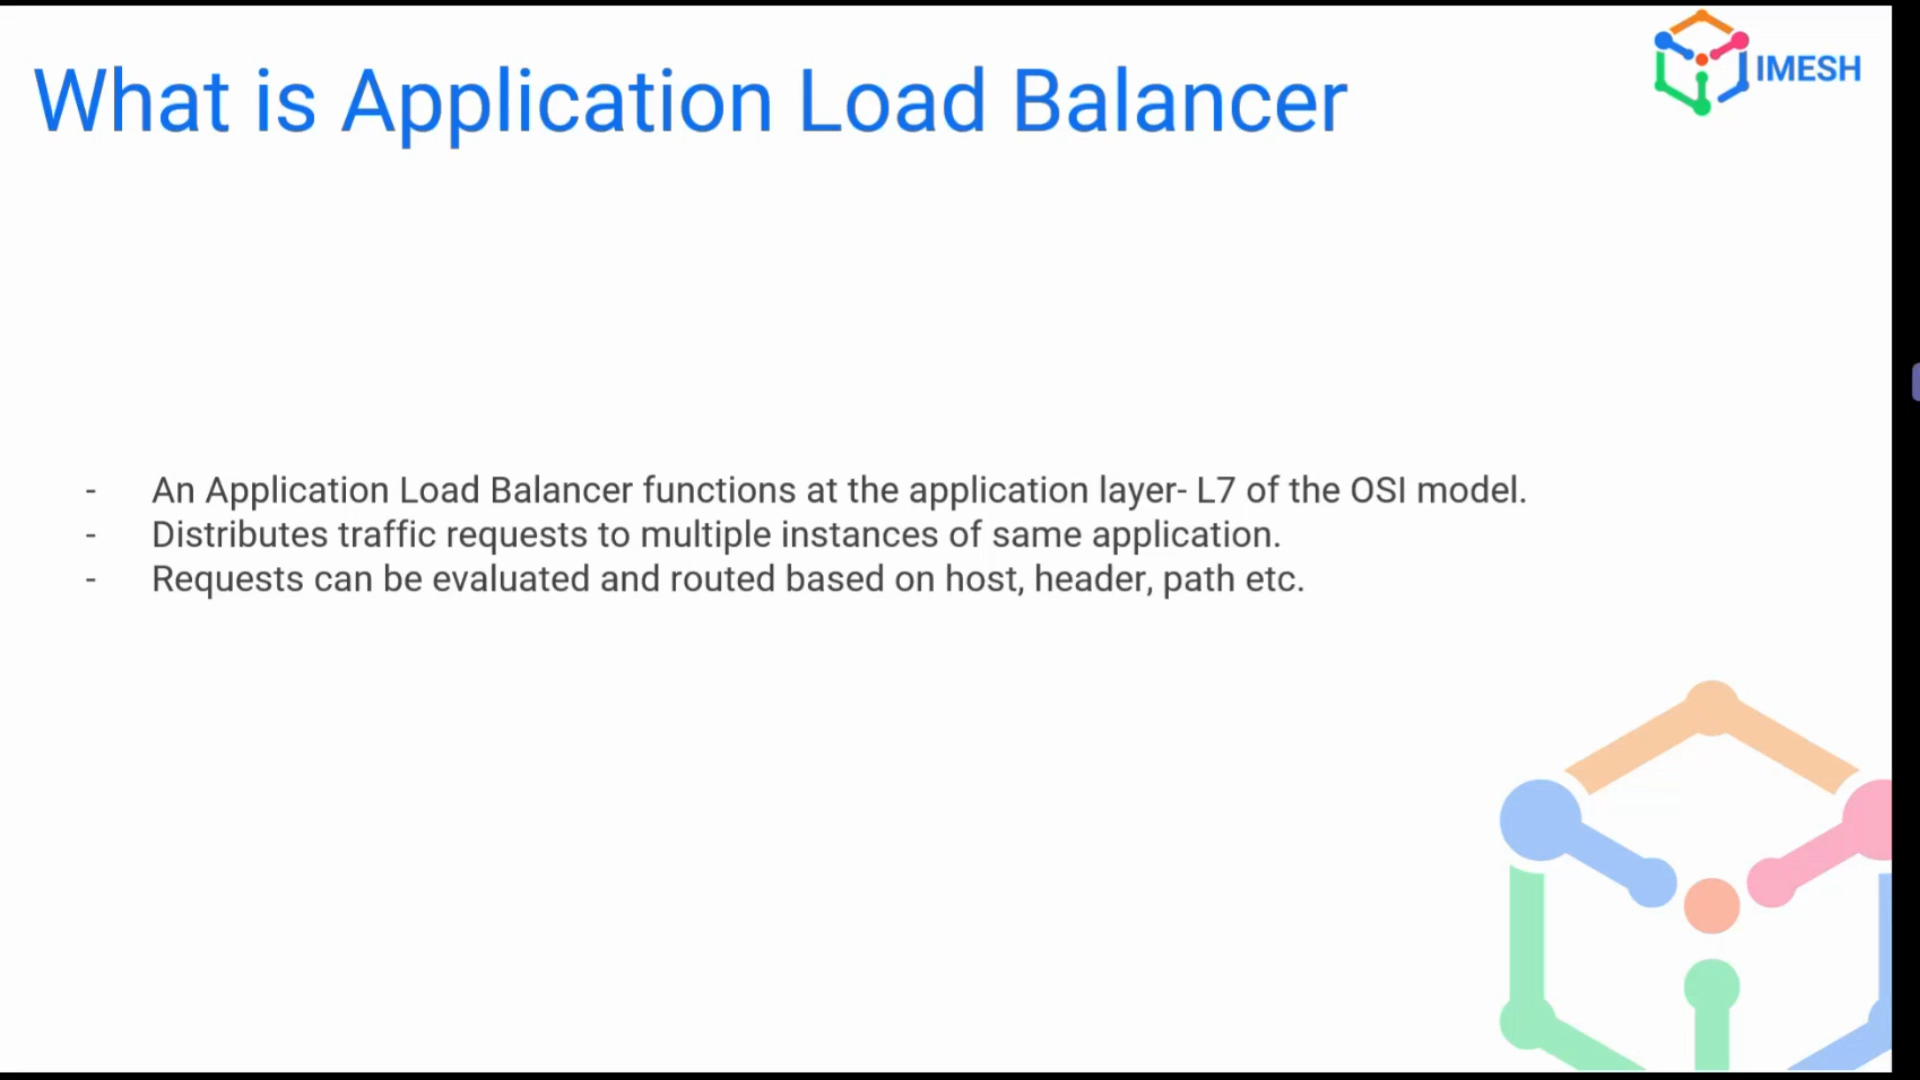 What is Application Load Balancer
IMESH
- An Application Load Balancer functions at the application layer- L7 of the OSI model.
- Distributes traffic requests to multiple instances of same application.
- Requests can be evaluated and routed based on host, header, path etc.